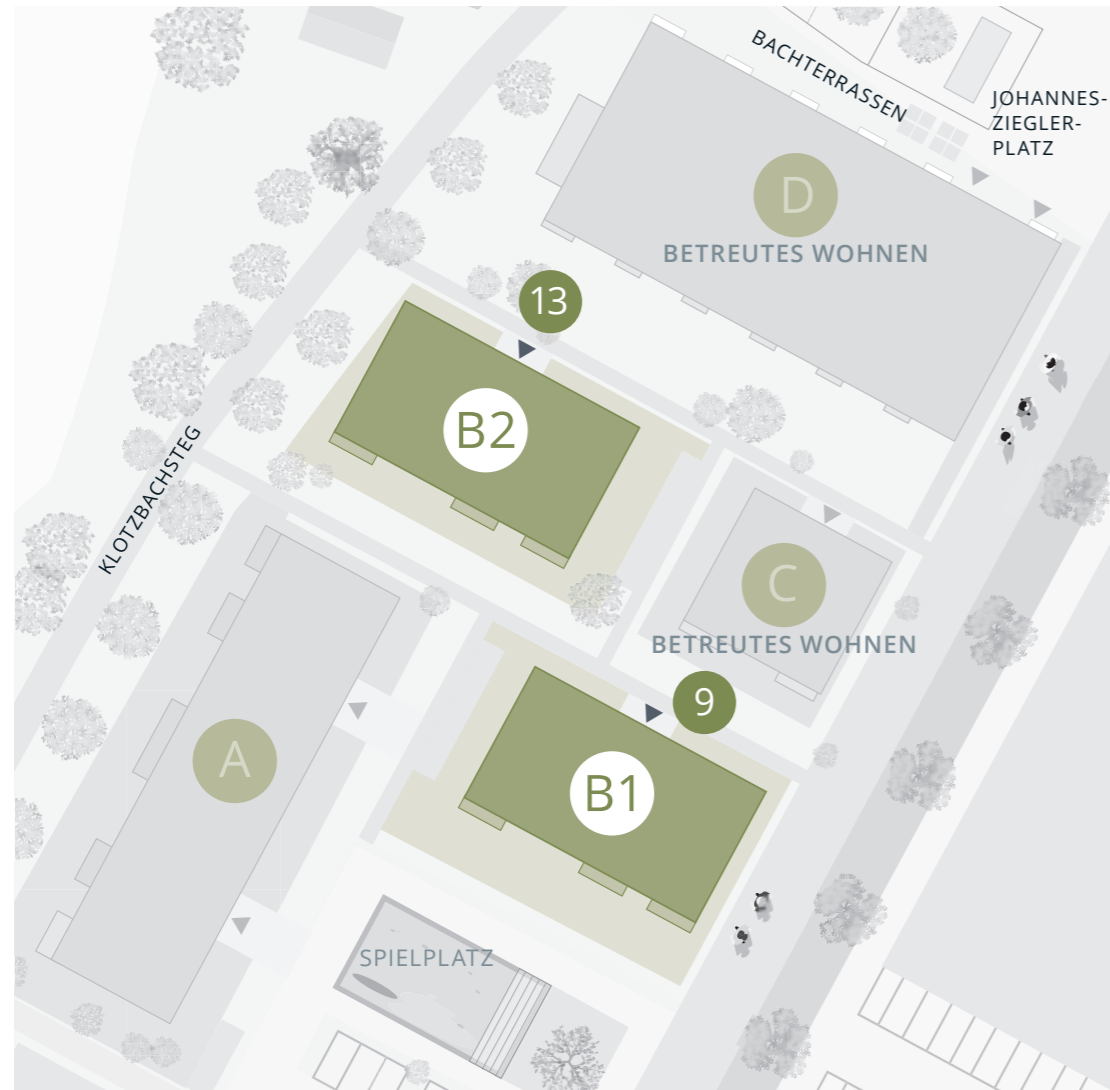 BACHTERRASSEN
JOHANNES-
ZIEGLER-
PLATZ
D
BETREUTES WOHNEN
13
B2
KLOTZBACHSTEG
C
BETREUTES WOHNEN
9
A
B1
SPIELPLATZ